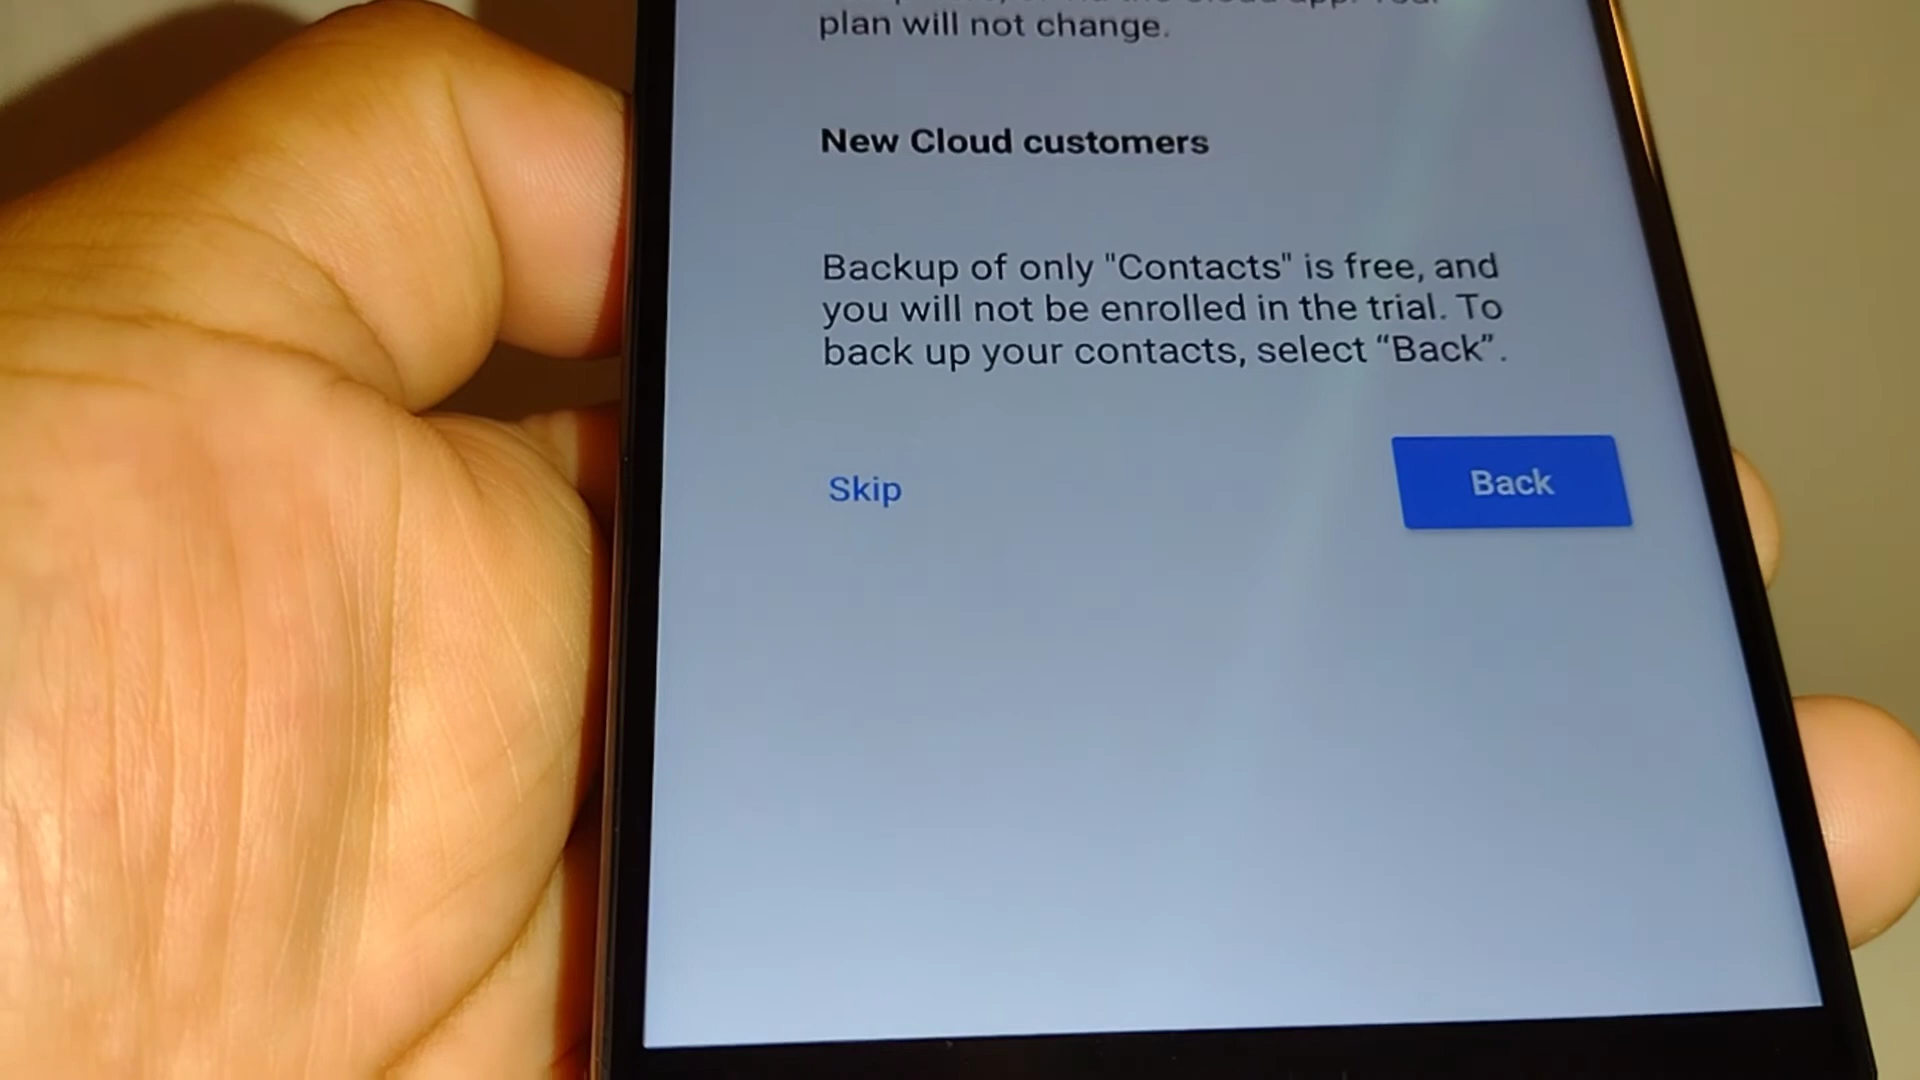 plan will not change.
New Cloud customers
Backup of only "Contacts" is free, and
you will not be enrolled in the trial. To
back up your contacts, select “Back”.
Skip
Back